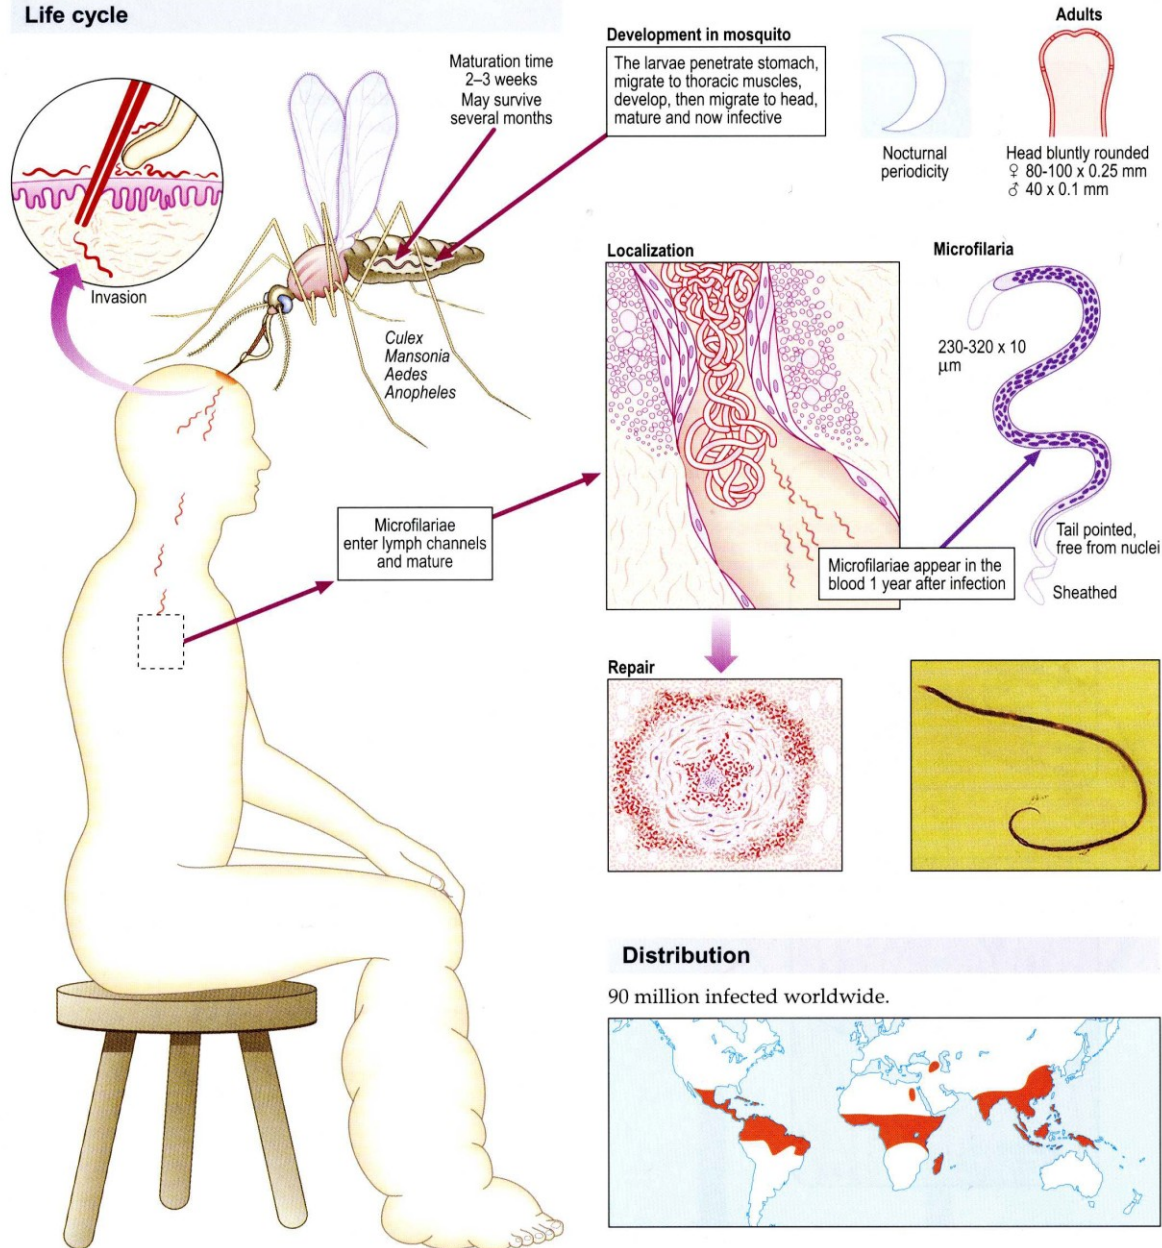 Life cycle
Maturation time
2–3 weeks
May survive
several months
Development in mosquito
The larvae penetrate stomach,
migrate to thoracic muscles,
develop, then migrate to head,
mature and now infective
Nocturnal
periodicity
Adults
Head bluntly rounded
♀ 80-100 x 0.25 mm
♂ 40 x 0.1 mm
Invasion
Culex
Mansonia
Aedes
Anopheles
Localization
Microfilaria
230-320 x 10
μm
Microfilariae
enter lymph channels
and mature
Microfilariae appear in the
blood 1 year after infection
Tail pointed,
free from nuclei
Sheathed
Repair
Distribution
90 million infected worldwide.